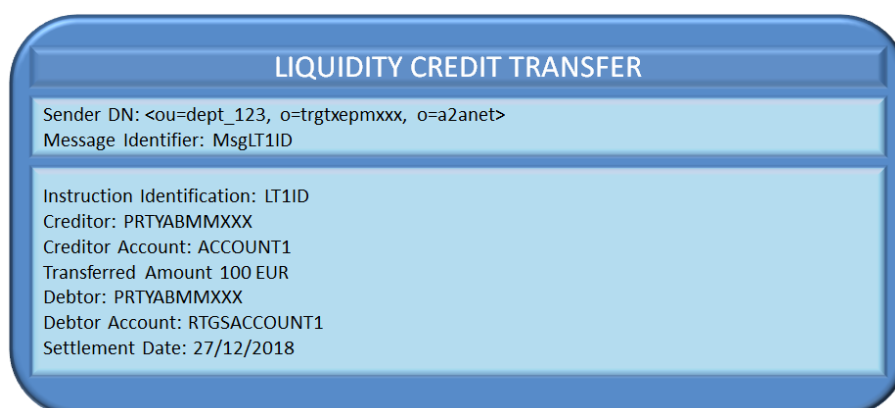 LIQUIDITY CREDIT TRANSFER
Sender DN: <ou=dept_123, o=trgtxepmxxx, o=a2anet>
Message Identifier: MsgLT1ID
Instruction Identification: LT1ID
Creditor: PRTYABMMXXX
Creditor Account: ACCOUNT1
Transferred Amount 100 EUR
Debtor: PRTYABMMXXX
Debtor Account: RTGSACCOUNT1
Settlement Date: 27/12/2018